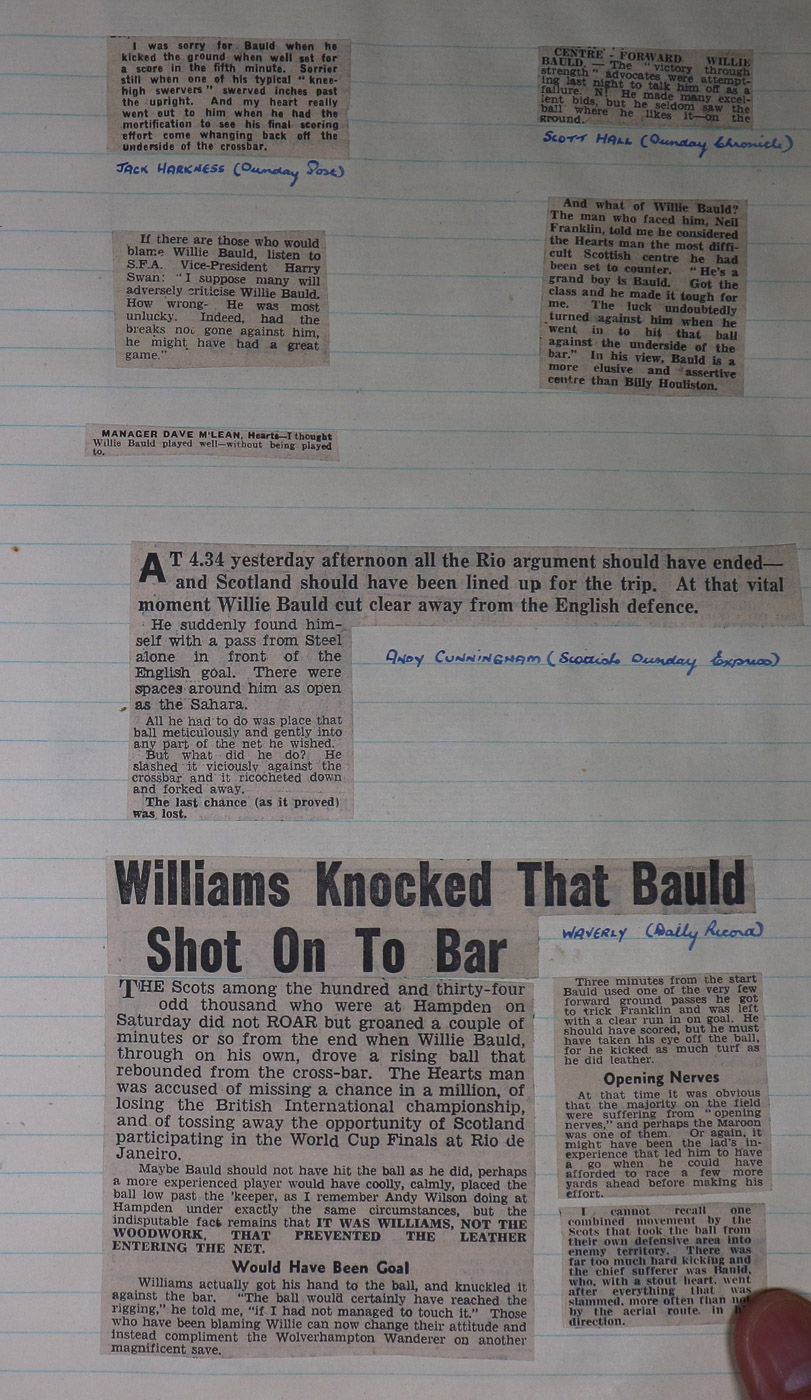 I was sorry for Bauld when he
kicked the ground when well set for
a score in the fifth minute. Sorrier
still when one of his typical "knee-
high swervers" swerved inches past
the upright. And my heart really
went out to him when he had the
mortification to see his final scoring
effort come whanging back off the
underside of the crossbar.
JACK HARKNESS (Sunday Post)
CENTRE-FORWARD WILLIE
BAULD. — The "victory through
strength" advocates were attempt-
ing last night to talk him off as a
failure. N! He made many excel-
lent bids, but he seldom saw the
ball where he likes it—on the
ground.
SCOTT HALL (Sunday Chronicle)
If there are those who would
blame Willie Bauld, listen to
S.F.A. Vice-President Harry
Swan: "I suppose many will
adversely criticise Willie Bauld.
How wrong- He was most
unlucky. Indeed, had the
breaks not gone against him,
he might have had a great
game."
And what of Willie Bauld?
The man who faced him, Neil
Franklin, told me he considered
the Hearts man the most diffi-
cult Scottish centre he had
been set to counter. "He's a
grand boy is Bauld. Got the
class and he made it tough for
me. The luck undoubtedly
turned against him when he
went in to hit that ball
against the underside of the
bar." In his view, Bauld is a
more elusive and assertive
centre than Billy Houliston.
MANAGER DAVE M'LEAN, Hearts—I thought
Willie Bauld played well—without being played
to.
AT 4.34 yesterday afternoon all the Rio argument should have ended—
and Scotland should have been lined up for the trip. At that vital
moment Willie Bauld cut clear away from the English defence.
He suddenly found him-
self with a pass from Steel
alone in front of the
English goal. There were
spaces around him as open
as the Sahara.
All he had to do was place that
ball meticulously and gently into
any part of the net he wished.
But what did he do? He
slashed it viciously against the
crossbar and it ricocheted down
and forked away.
The last chance (as it proved)
was lost.
ANDY CUNNINGHAM (Scottish Sunday Express)
Williams Knocked That Bauld
Shot On To Bar
WAVERLY (Daily Record)
THE Scots among the hundred and thirty-four
odd thousand who were at Hampden on
Saturday did not ROAR but groaned a couple of
minutes or so from the end when Willie Bauld,
through on his own, drove a rising ball that
rebounded from the cross-bar. The Hearts man
was accused of missing a chance in a million, of
losing the British International championship,
and of tossing away the opportunity of Scotland
participating in the World Cup Finals at Rio de
Janeiro.
Maybe Bauld should not have hit the ball as he did, perhaps
a more experienced player would have coolly, calmly, placed the
ball low past the 'keeper, as I remember Andy Wilson doing at
Hampden under exactly the same circumstances, but the
indisputable fact remains that IT WAS WILLIAMS, NOT THE
WOODWORK, THAT PREVENTED THE LEATHER
ENTERING THE NET.
Would Have Been Goal
Williams actually got his hand to the ball, and knuckled it
against the bar. "The ball would certainly have reached the
rigging," he told me, "if I had not managed to touch it." Those
who have been blaming Willie can now change their attitude and
instead compliment the Wolverhampton Wanderer on another
magnificent save.
Three minutes from the start
Bauld used one of the very few
forward ground passes he got
to trick Franklin and was left
with a clear run in on goal. He
should have scored, but he must
have taken his eye off the ball,
for he kicked as much turf as
he did leather.
Opening Nerves
At that time it was obvious
that the majority on the field
were suffering from "opening
nerves," and perhaps the Maroon
was one of them. Or again, it
might have been the lad's in-
experience that led him to have
a go when he could have
afforded to race a few more
yards ahead before making his
effort.
I cannot recall one
combined movement by the
Scots that took the ball from
their own defensive area into
enemy territory. There was
far too much hard kicking and
the chief sufferer was Bauld,
who, with a stout heart, went
after everything that was
slammed, more often than not
by the aerial route, in
direction.